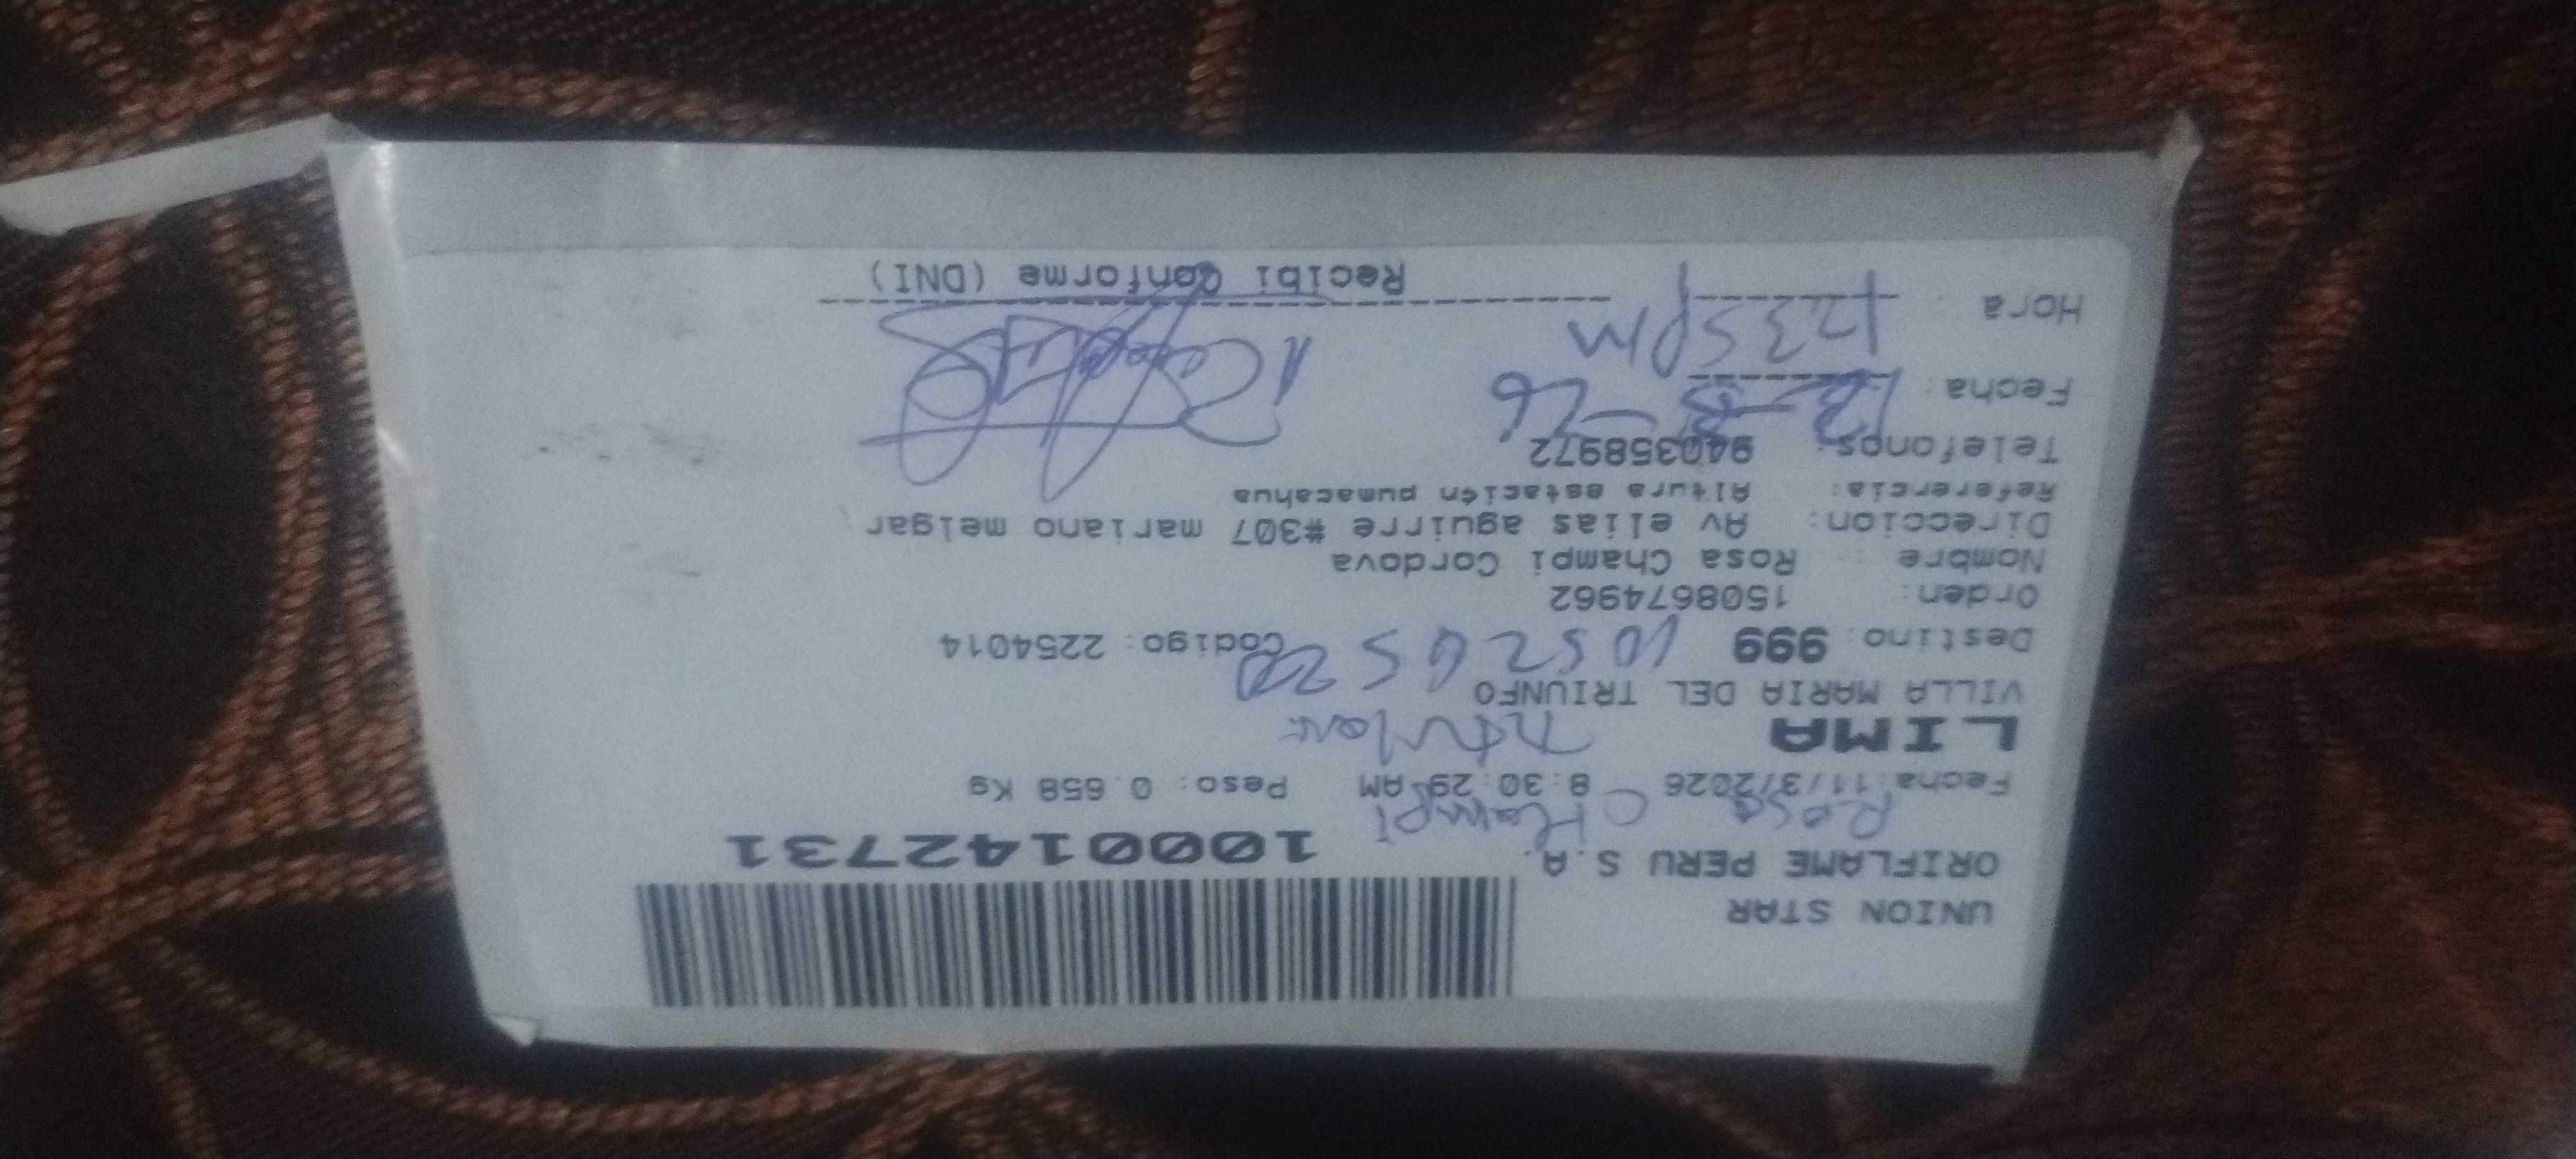 UNION STAR
ORIFLAME PERU S.A.
1000142731
Rosa Champi
Fecha: 11/3/2026 8:30:29 AM Peso: 0.658 Kg
LIMA
VILLA MARIA DEL TRIUNFO
Destino: 999 Codigo: 2254014
Orden: 1508674962
Nombre : Rosa Champi Cordova
Direccion: Av elias aguirre #307 mariano melgar
Referencia: Altura estación pumacahua
Telefonos: 940358972
Fecha:
Hora : 1235pm
Recibi Conforme (DNI)